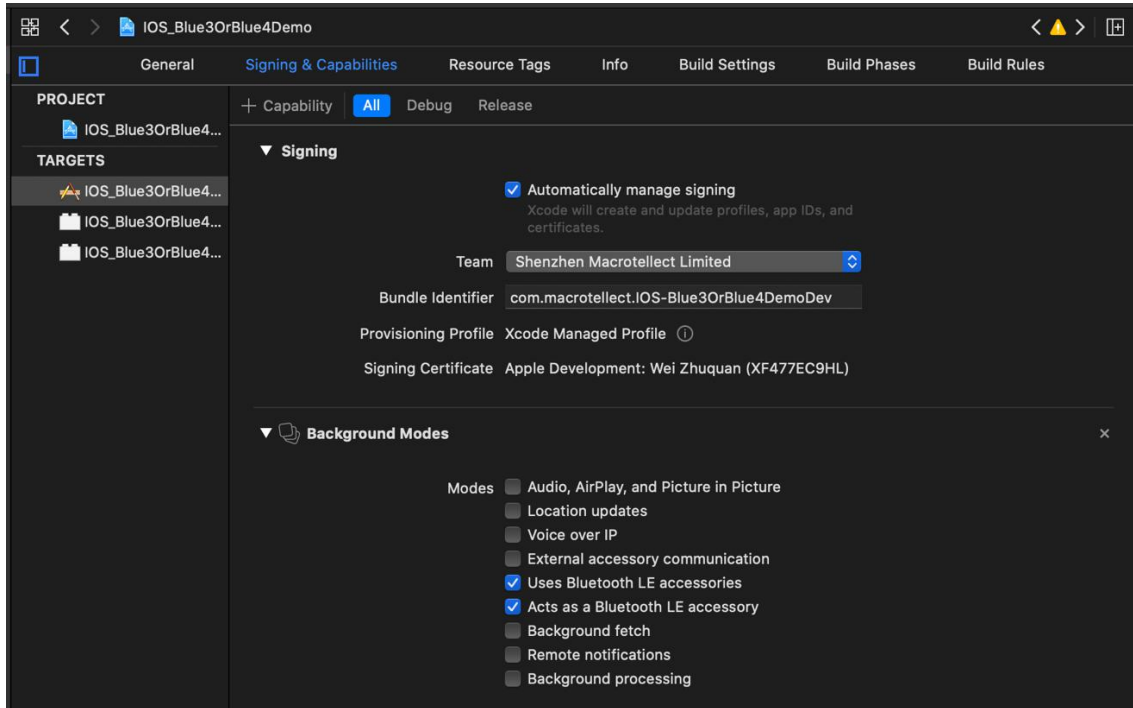 IOS_Blue3OrBlue4Demo
General Signing & Capabilities Resource Tags Info Build Settings Build Phases Build Rules
PROJECT
IOS_Blue3OrBlue4...
TARGETS
IOS_Blue3OrBlue4...
IOS_Blue3OrBlue4...
IOS_Blue3OrBlue4...
+ Capability All Debug Release
Signing
Automatically manage signing
Xcode will create and update profiles, app IDs, and
certificates.
Team Shenzhen Macrotellect Limited
Bundle Identifier com.macrotellect.IOS-Blue3OrBlue4DemoDev
Provisioning Profile Xcode Managed Profile
Signing Certificate Apple Development: Wei Zhuquan (XF477EC9HL)
Background Modes
Modes Audio, AirPlay, and Picture in Picture
Location updates
Voice over IP
External accessory communication
Uses Bluetooth LE accessories
Acts as a Bluetooth LE accessory
Background fetch
Remote notifications
Background processing